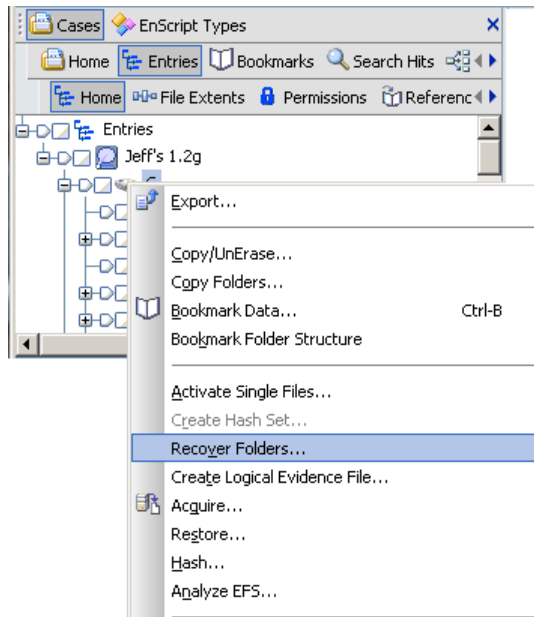 Cases EnScript Types
Home Entries Bookmarks Search Hits
Home File Extents Permissions Referenc
Entries
Jeff's 1.2g
C
Export...
Copy/UnErase...
Copy Folders...
Bookmark Data... Ctrl-B
Bookmark Folder Structure
Activate Single Files...
Create Hash Set...
Recover Folders...
Create Logical Evidence File...
Acquire...
Restore...
Hash...
Analyze EFS...